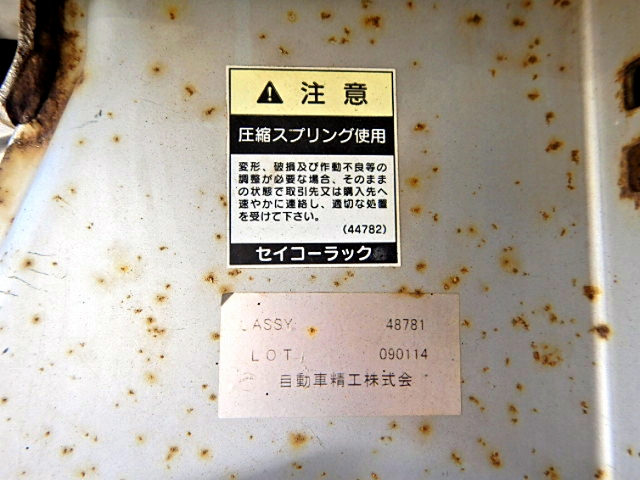 注意
圧縮スプリング使用
変形、破損及び作動不良等の
調整が必要な場合、そのまま
の状態で取引先又は購入先へ
速やかに連絡し、適切な処置
を受けて下さい。
(44782)
セイコーラック
ASSY 48781
LOT 090114
自動車精工株式会